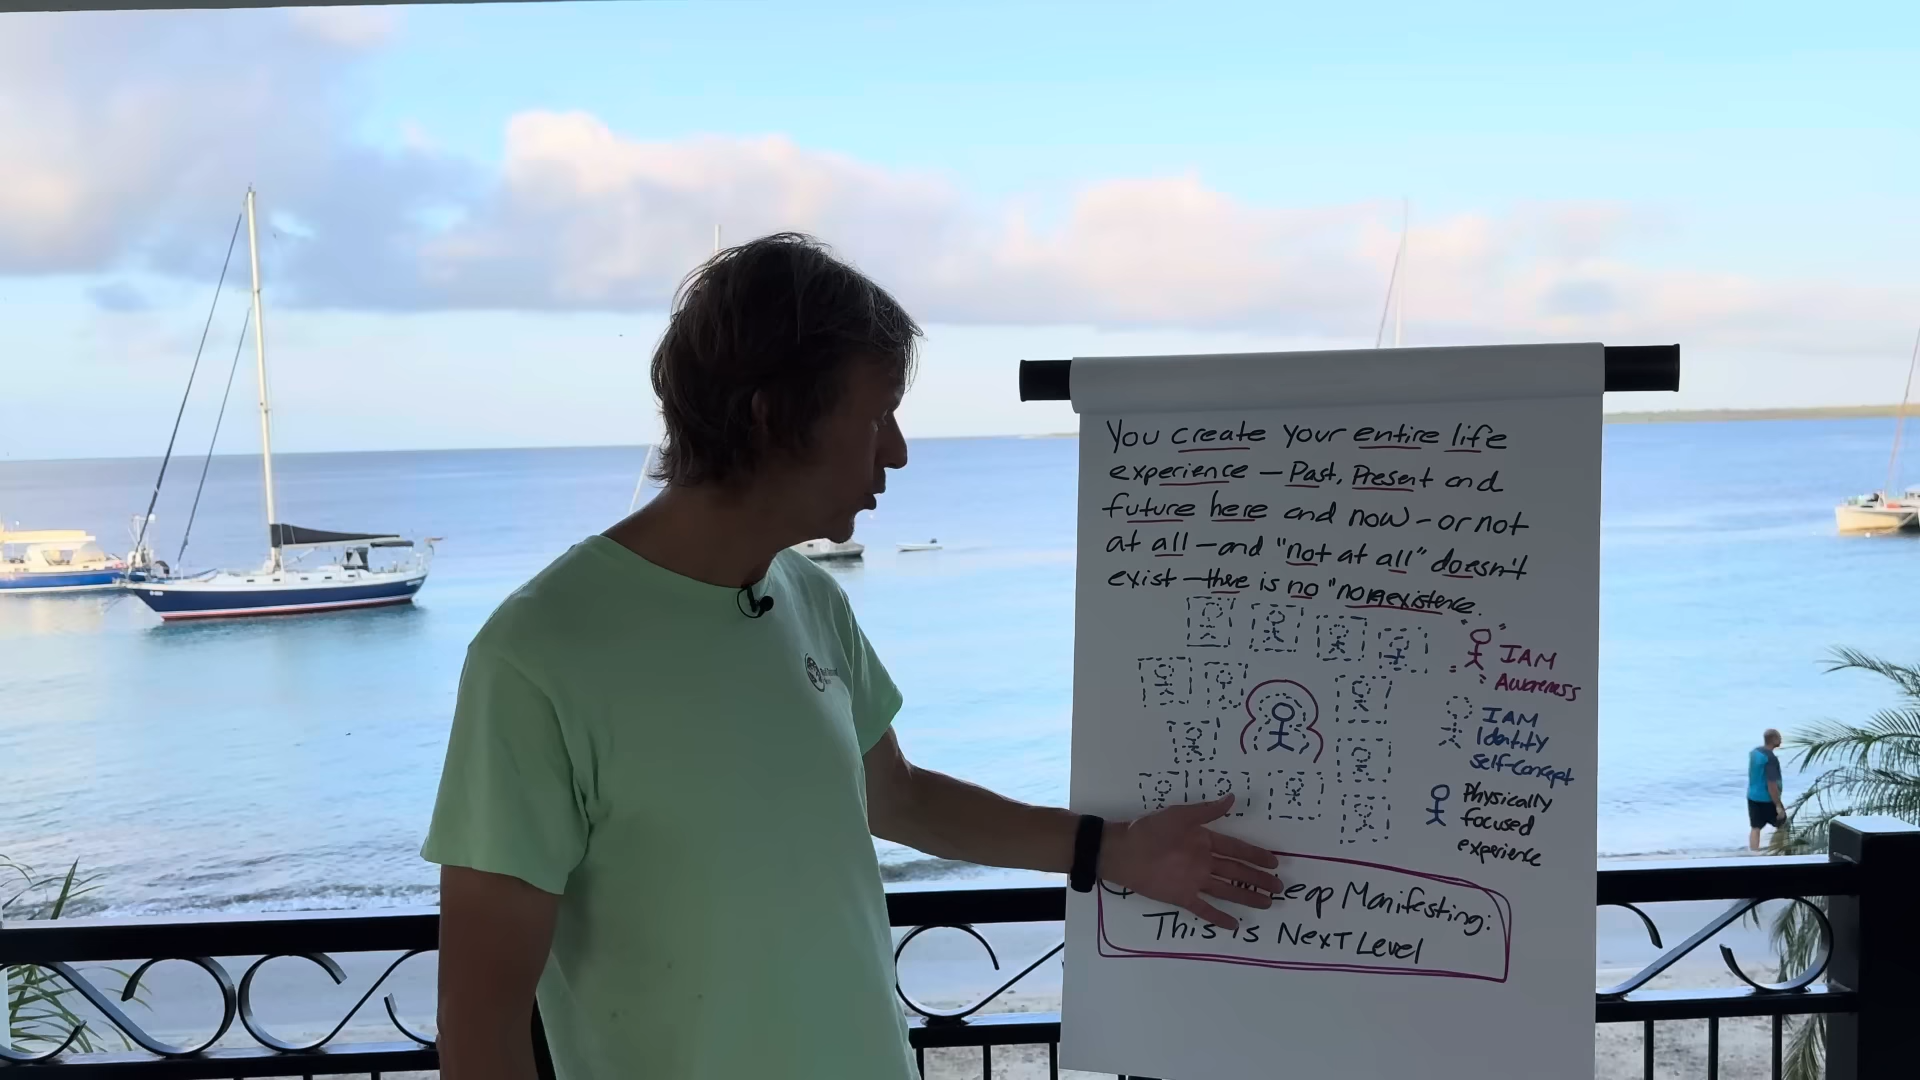 You create your entire life
experience – Past, Present and
future here and now – or not
at all – and "not at all" doesn't
exist – there is no "nonexistence."
IAM
Awareness
IAM
Identity
Self-Concept
Physically
focused
experience
Leap Manifesting:
This is Next Level